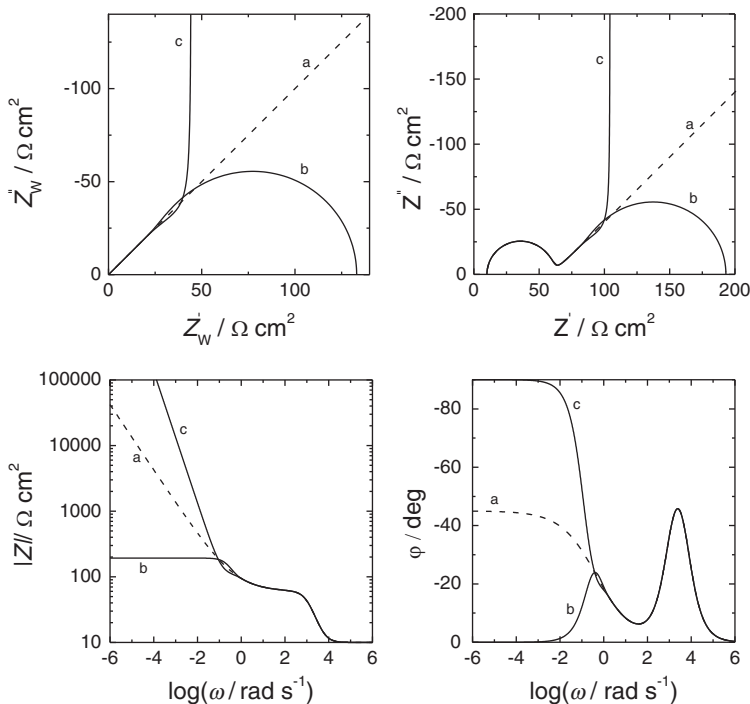 -100
-50
0
0
50
100
a
b
c
Z''W / Ω cm²
Z'W / Ω cm²
-200
-150
-100
-50
0
0
50
100
150
200
a
b
c
Z'' / Ω cm²
Z' / Ω cm²
100000
10000
1000
100
10
-6
-4
-2
0
2
4
6
a
b
c
|Z|/ Ω cm²
log(ω / rad s⁻¹)
-80
-60
-40
-20
0
-6
-4
-2
0
2
4
6
a
b
c
φ / deg
log(ω / rad s⁻¹)